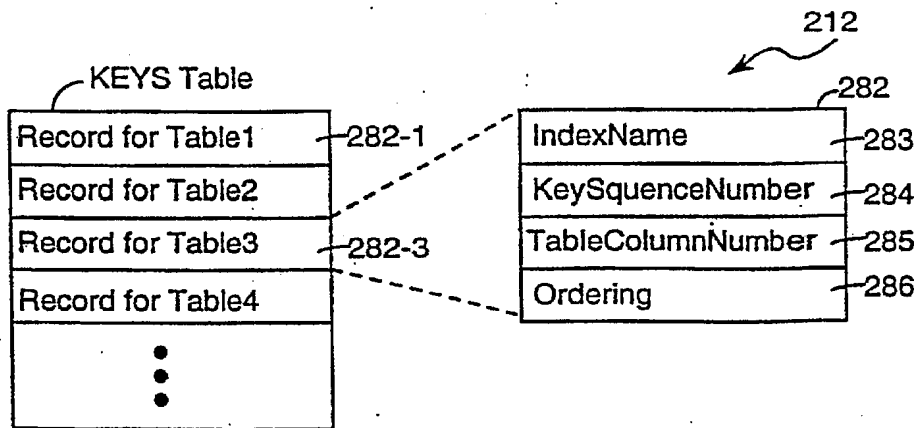 212
KEYS Table
282
Record for Table1
282-1
IndexName
283
Record for Table2
KeySquenceNumber
284
Record for Table3
282-3
TableColumnNumber
285
Record for Table4
Ordering
286